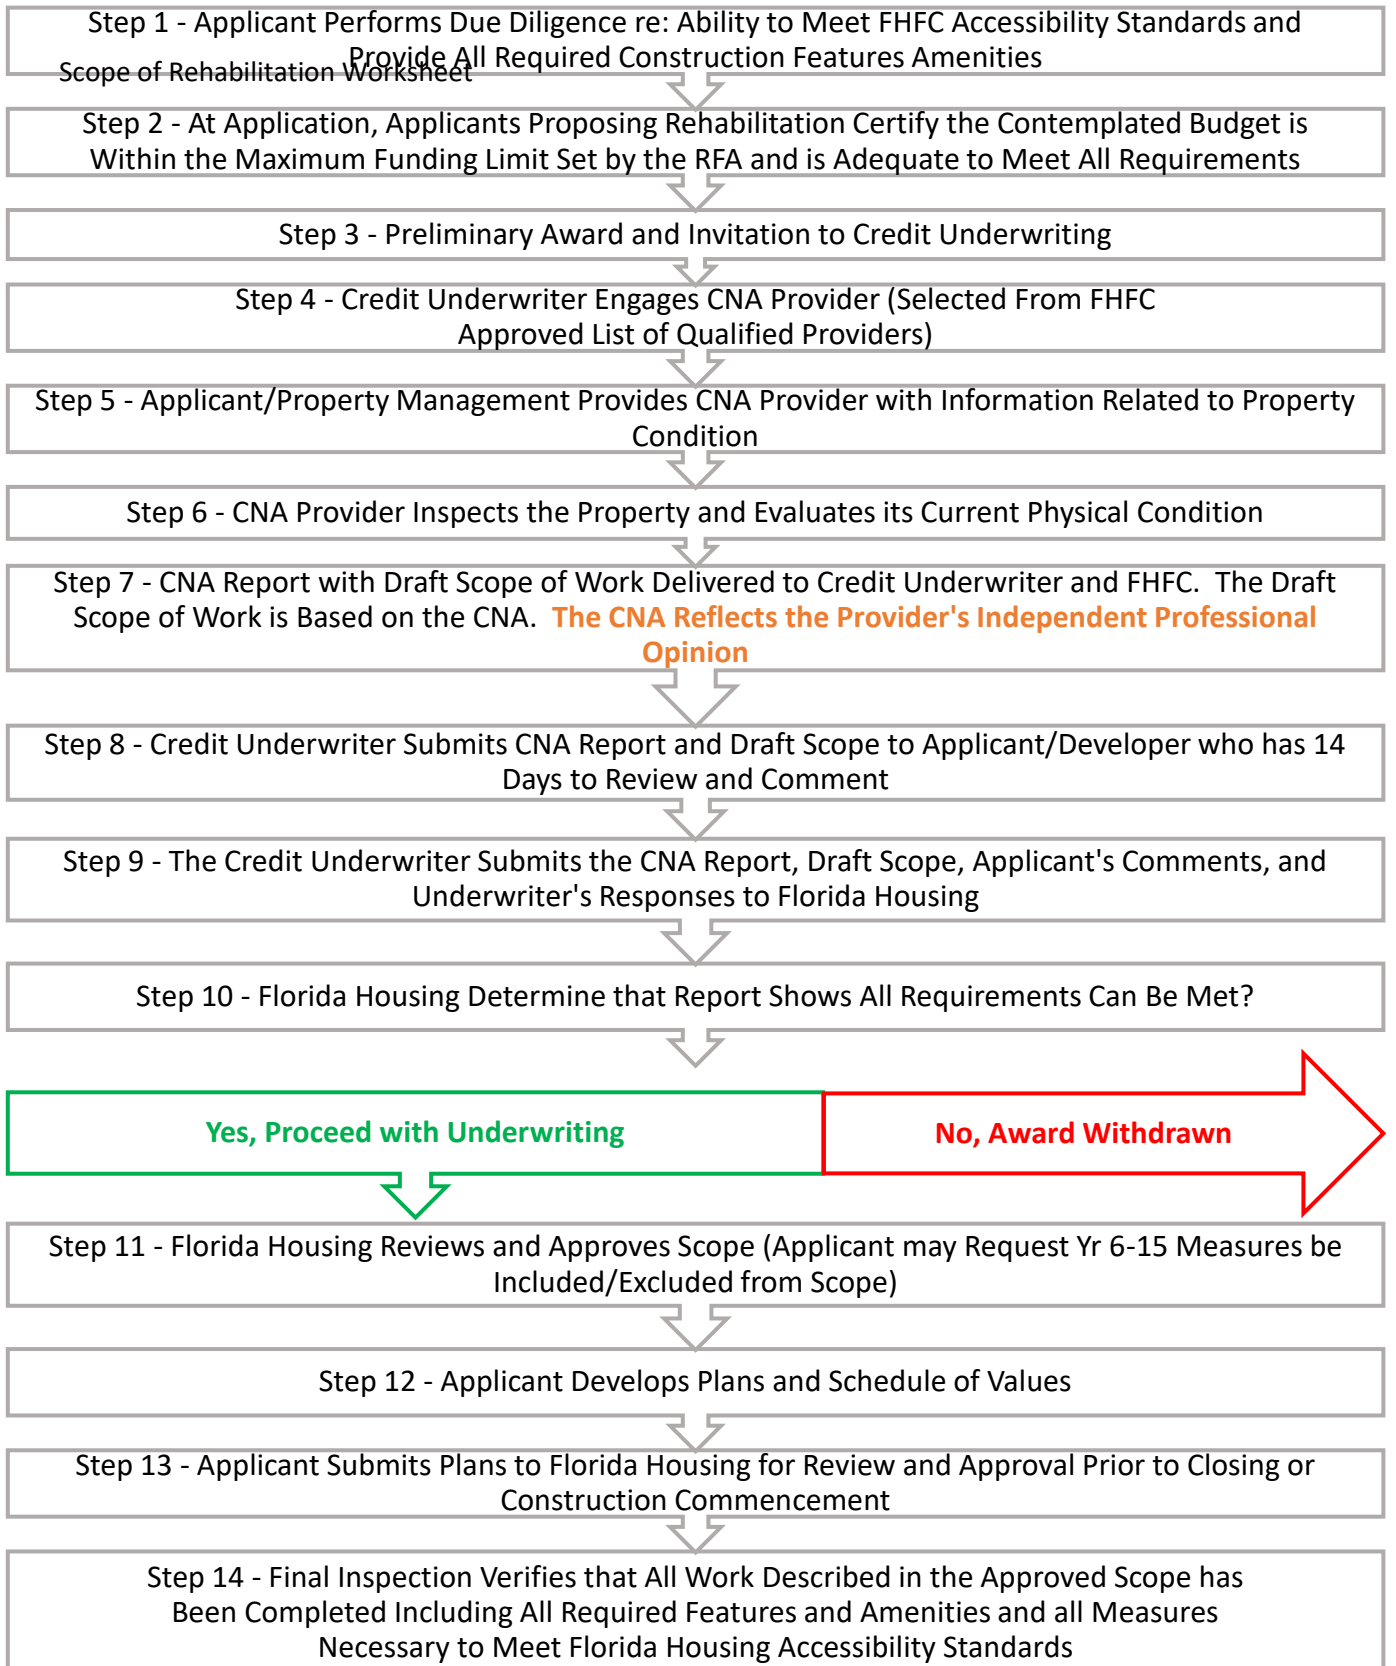 Step 1 - Applicant Performs Due Diligence re: Ability to Meet FHFC Accessibility Standards and
Provide All Required Construction Features Amenities
Scope of Rehabilitation Worksheet
Step 2 - At Application, Applicants Proposing Rehabilitation Certify the Contemplated Budget is
Within the Maximum Funding Limit Set by the RFA and is Adequate to Meet All Requirements
Step 3 - Preliminary Award and Invitation to Credit Underwriting
Step 4 - Credit Underwriter Engages CNA Provider (Selected From FHFC
Approved List of Qualified Providers)
Step 5 - Applicant/Property Management Provides CNA Provider with Information Related to Property
Condition
Step 6 - CNA Provider Inspects the Property and Evaluates its Current Physical Condition
Step 7 - CNA Report with Draft Scope of Work Delivered to Credit Underwriter and FHFC.  The Draft
Scope of Work is Based on the CNA.  The CNA Reflects the Provider's Independent Professional
Opinion
Step 8 - Credit Underwriter Submits CNA Report and Draft Scope to Applicant/Developer who has 14
Days to Review and Comment
Step 9 - The Credit Underwriter Submits the CNA Report, Draft Scope, Applicant's Comments, and
Underwriter's Responses to Florida Housing
Step 10 - Florida Housing Determine that Report Shows All Requirements Can Be Met?
Yes, Proceed with Underwriting
No, Award Withdrawn
Step 11 - Florida Housing Reviews and Approves Scope (Applicant may Request Yr 6-15 Measures be
Included/Excluded from Scope)
Step 12 - Applicant Develops Plans and Schedule of Values
Step 13 - Applicant Submits Plans to Florida Housing for Review and Approval Prior to Closing or
Construction Commencement
Step 14 - Final Inspection Verifies that All Work Described in the Approved Scope has
Been Completed Including All Required Features and Amenities and all Measures
Necessary to Meet Florida Housing Accessibility Standards